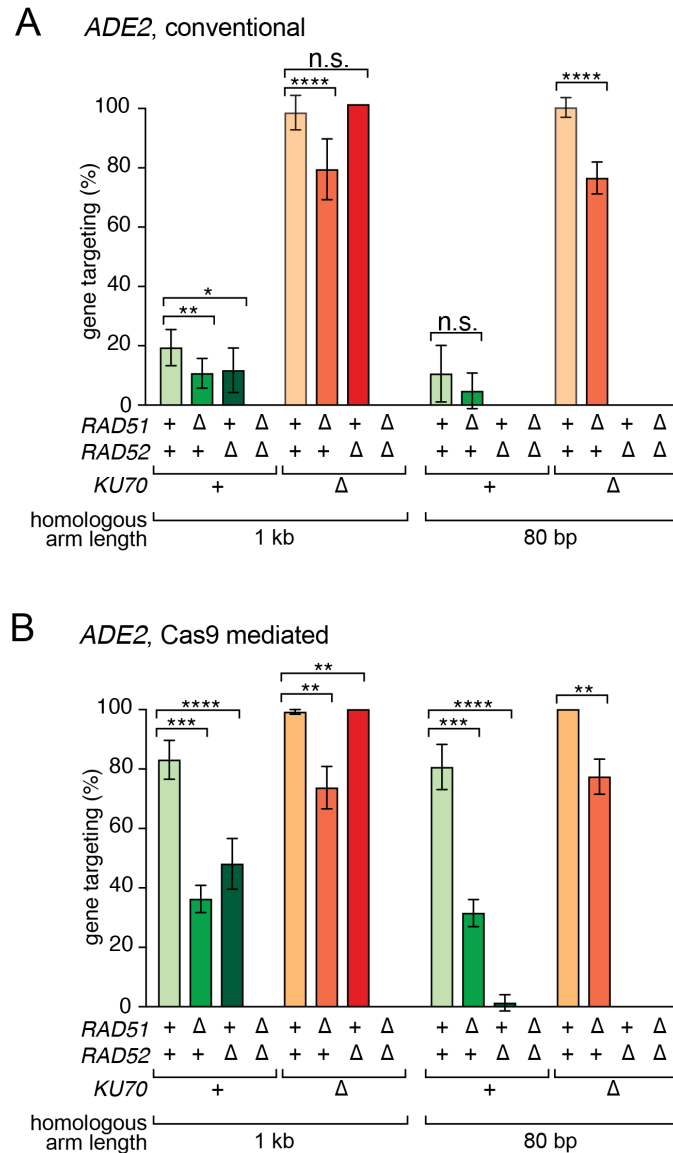 A ADE2, conventional
n.s.
****
****
100
80
60
40
20
0
gene targeting (%)
*
**
n.s.
RAD51 + Δ + Δ + Δ + Δ + Δ + Δ + Δ + Δ
RAD52 + + Δ Δ + + Δ Δ + + Δ Δ + + Δ Δ
KU70 + Δ + Δ
homologous
arm length
1 kb 80 bp
B ADE2, Cas9 mediated
**
**
**
****
***
****
***
100
80
60
40
20
0
gene targeting (%)
RAD51 + Δ + Δ + Δ + Δ + Δ + Δ + Δ + Δ
RAD52 + + Δ Δ + + Δ Δ + + Δ Δ + + Δ Δ
KU70 + Δ + Δ
homologous
arm length
1 kb 80 bp